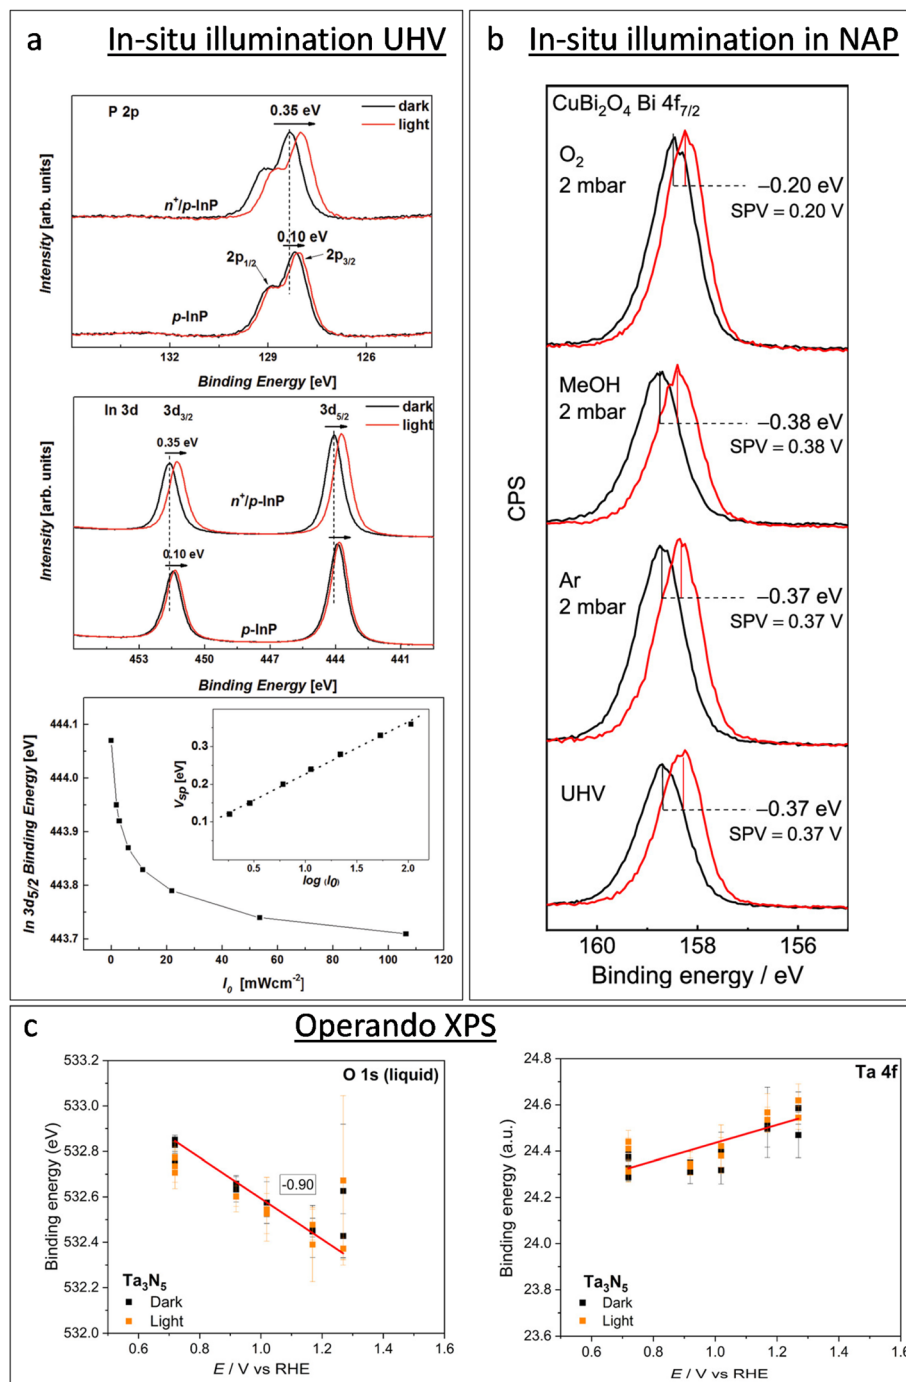 a In-situ illumination UHV
P 2p
0.35 eV
dark
light
n⁺/p-InP
0.10 eV
2p₁/₂
2p₃/₂
p-InP
Intensity [arb. units]
132 129 126
Binding Energy [eV]
In 3d
3d₃/₂
3d₅/₂
dark
light
0.35 eV
n⁺/p-InP
0.10 eV
p-InP
Intensity [arb. units]
453 450 447 444 441
Binding Energy [eV]
In 3d5/2 Binding Energy [eV]
444.1
444.0
443.9
443.8
443.7
0 20 40 60 80 100 120
I₀ [mWcm⁻²]
Vsp [eV]
0.3
0.2
0.1
0.5 1.0 1.5 2.0
log (I0)
b In-situ illumination in NAP
CuBi₂O₄ Bi 4f₇/₂
O₂
2 mbar
–0.20 eV
SPV = 0.20 V
MeOH
2 mbar
–0.38 eV
SPV = 0.38 V
Ar
2 mbar
–0.37 eV
SPV = 0.37 V
UHV
–0.37 eV
SPV = 0.37 V
CPS
160 158 156
Binding energy / eV
c Operando XPS
O 1s (liquid)
533.2
533.0
532.8
532.6
532.4
532.2
532.0
Binding energy (eV)
-0.90
Ta₃N₅
Dark
Light
0.6 0.8 1.0 1.2 1.4 1.6
E / V vs RHE
Ta 4f
24.8
24.6
24.4
24.2
24.0
23.8
23.6
Binding energy (a.u.)
Ta₃N₅
Dark
Light
0.6 0.8 1.0 1.2 1.4 1.6
E / V vs RHE